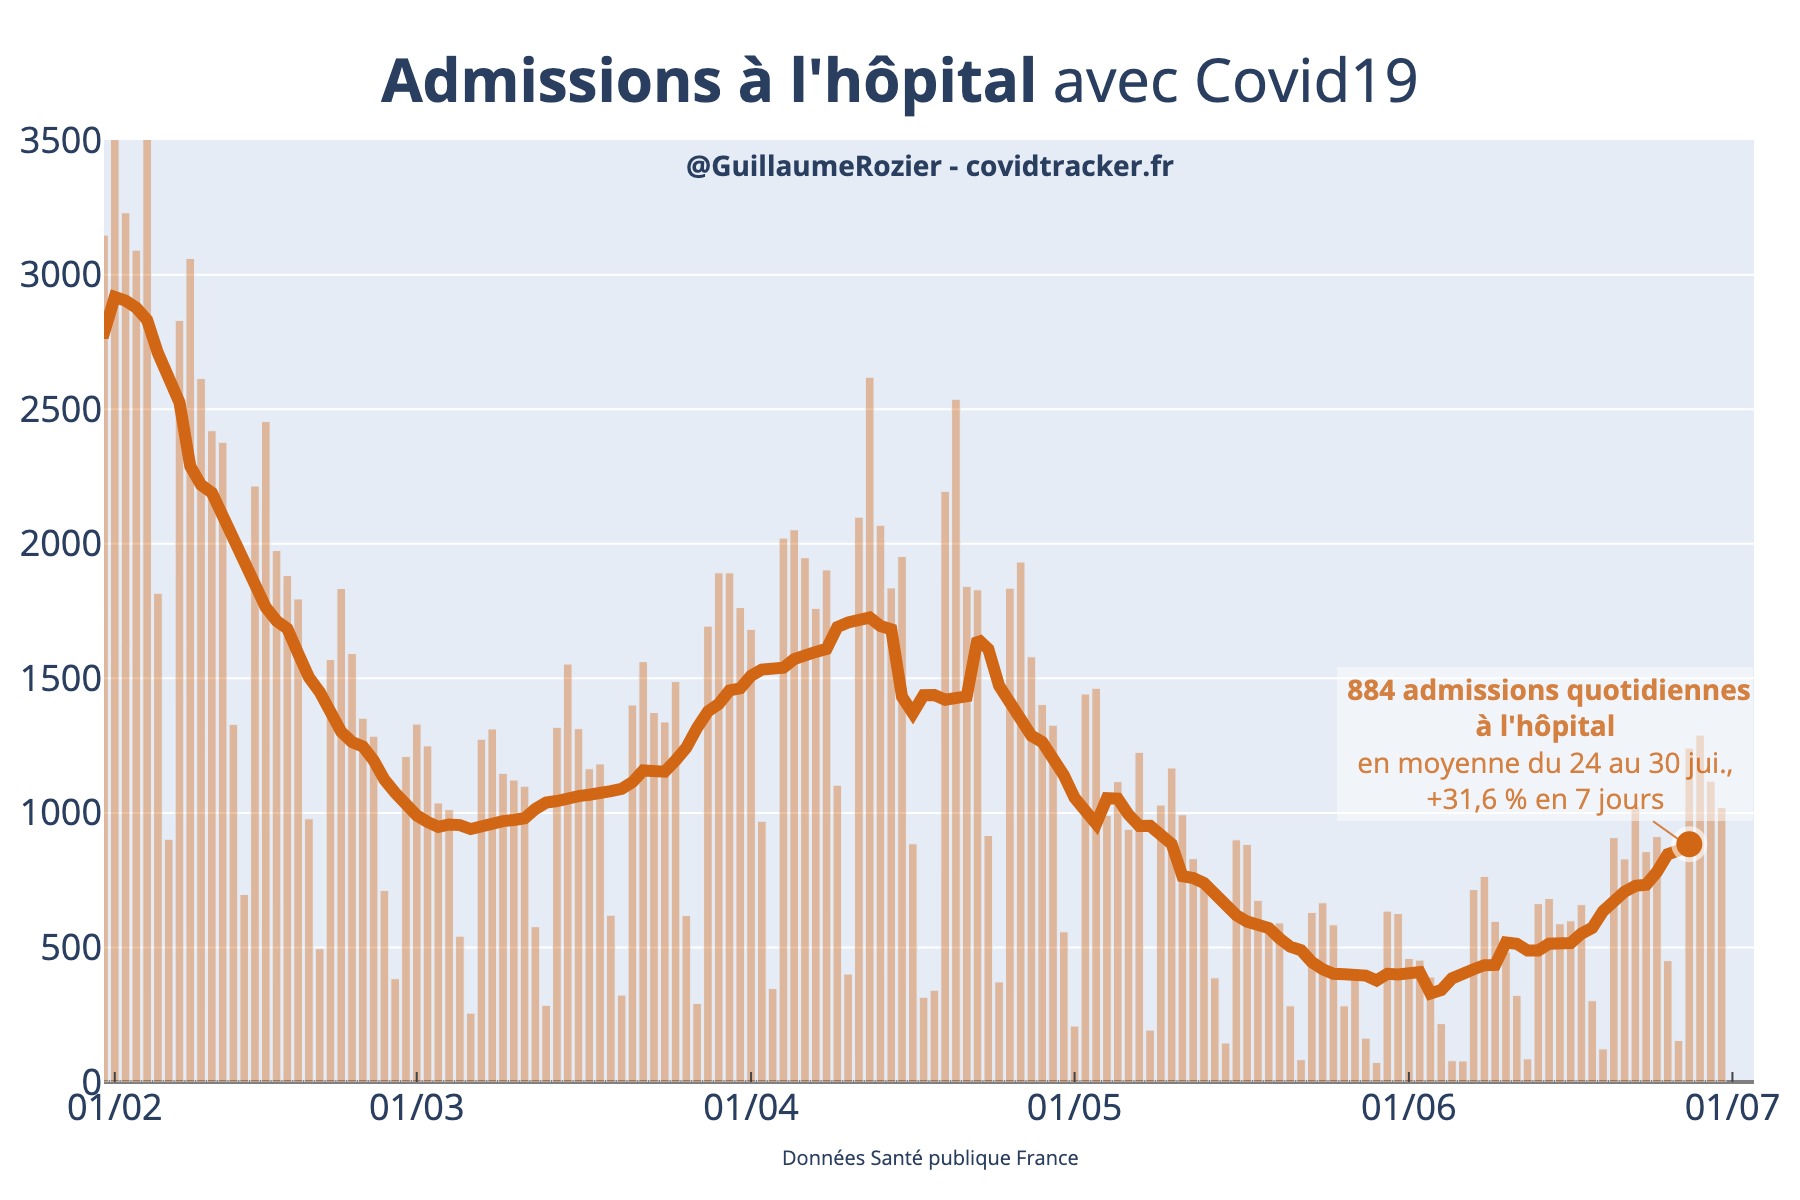 Admissions à l'hôpital avec Covid19
@GuillaumeRozier - covidtracker.fr
3500
3000
2500
2000
1500
1000
500
0
884 admissions quotidiennes
à l'hôpital
en moyenne du 24 au 30 jui.,
+31,6 % en 7 jours
01/02 01/03 01/04 01/05 01/06 01/07
Données Santé publique France